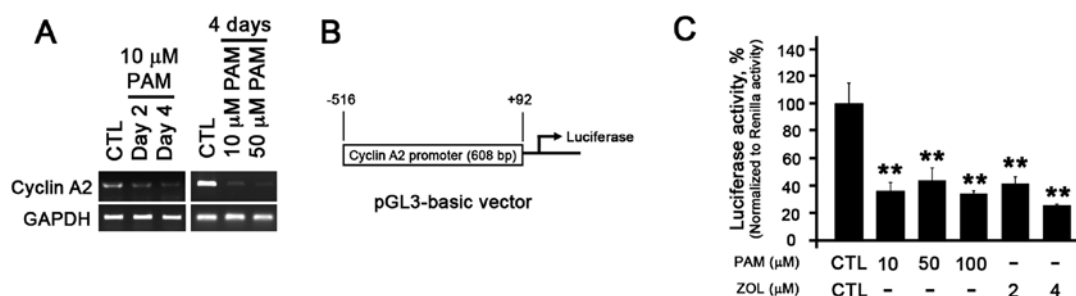 A
10 μM
PAM
CTL
Day 2
Day 4
4 days
CTL
10 μM PAM
50 μM PAM
Cyclin A2
GAPDH
B
-516
+92
Luciferase
Cyclin A2 promoter (608 bp)
pGL3-basic vector
C
Luciferase activity, %
(Normalized to Renilla activity)
140
120
100
80
60
40
20
0
** ** ** ** **
PAM (μM) CTL 10 50 100 – –
ZOL (μM) CTL – – – 2 4